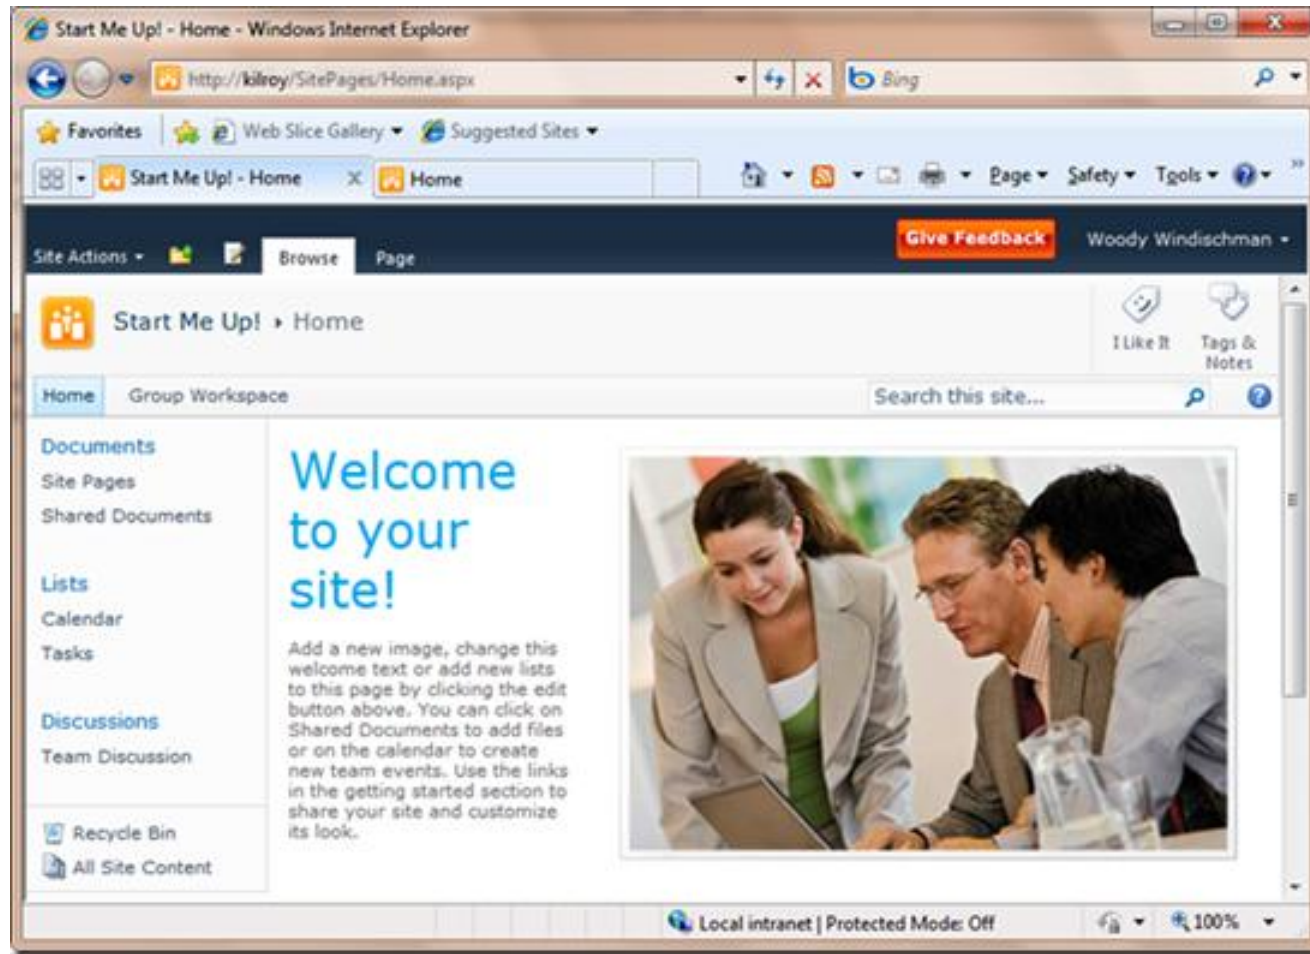 Start Me Up! - Home - Windows Internet Explorer
http://kilroy/SitePages/Home.aspx
Bing
Favorites Web Slice Gallery Suggested Sites
Start Me Up! - Home Home Page Safety Tools
Give Feedback Woody Windischman
Site Actions Browse Page
Start Me Up! Home
I Like It Tags &
Notes
Home Group Workspace Search this site...
Documents
Site Pages
Shared Documents
Lists
Calendar
Tasks
Discussions
Team Discussion
Recycle Bin
All Site Content
Welcome
to your
site!
Add a new image, change this
welcome text or add new lists
to this page by clicking the edit
button above. You can click on
Shared Documents to add files
or on the calendar to create
new team events. Use the links
in the getting started section to
share your site and customize
its look.
Local intranet | Protected Mode: Off 100%